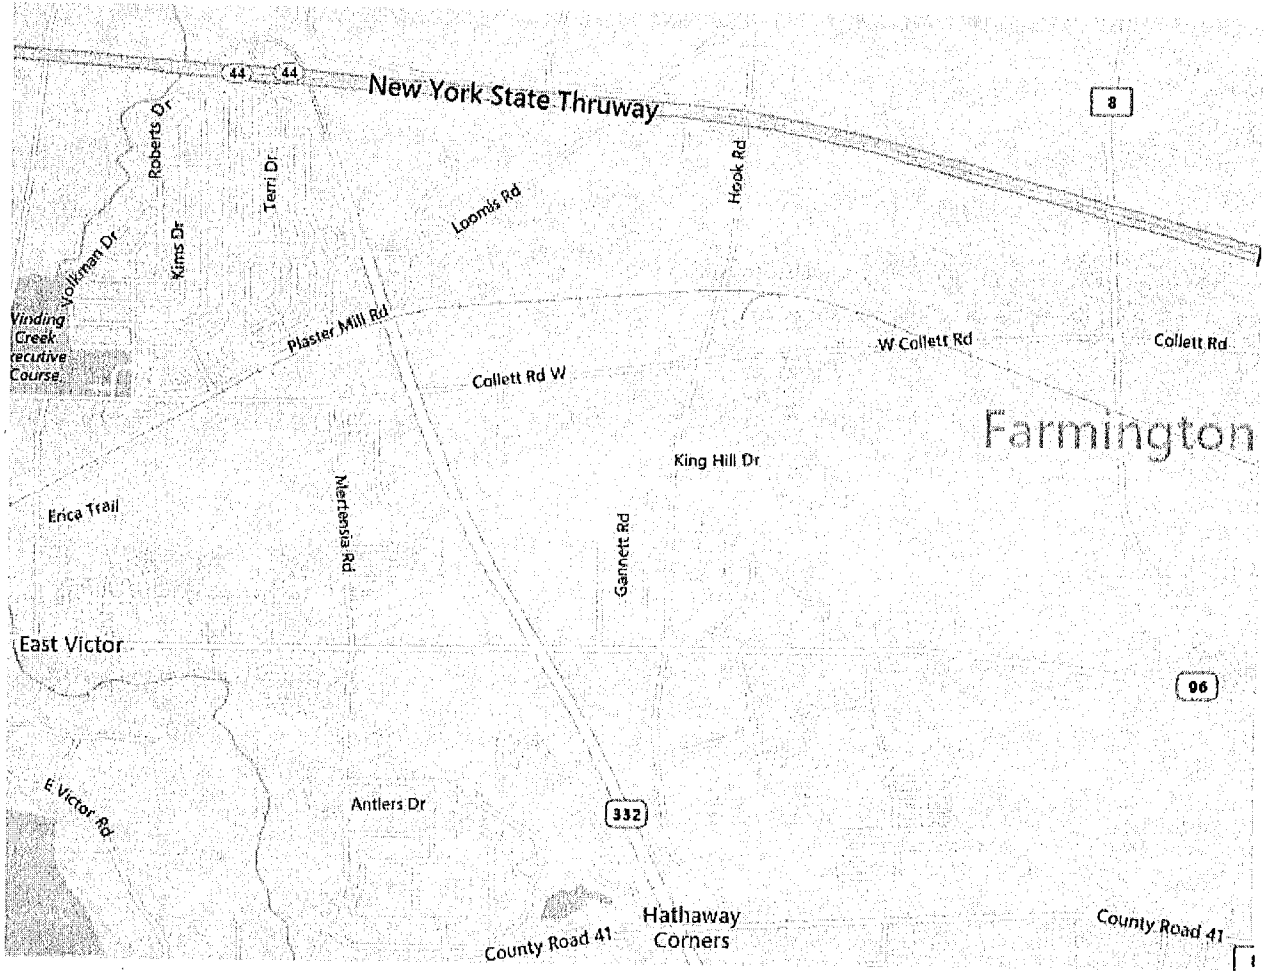 44
44
New York State Thruway
8
Roberts Dr
Terri Dr
Hook Rd
Loomis Rd
Volkman Dr
Kims Dr
Vinding
Creek
recutive
Course
Plaster Mill Rd
W Collett Rd
Collett Rd
Collett Rd W
Farmington
King Hill Dr
Erica Trail
Mertensia Rd
Gannett Rd
East Victor
96
E Victor Rd
Antlers Dr
332
Hathaway
Corners
County Road 41
County Road 41